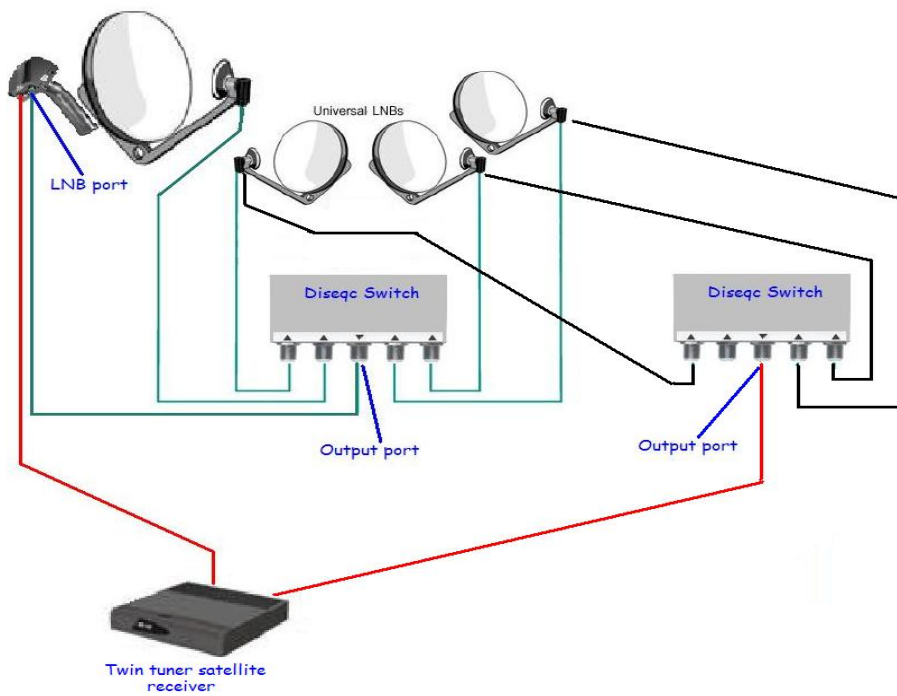 Universal LNBs
LNB port
Diseqc Switch
Diseqc Switch
Output port
Output port
Twin tuner satellite
receiver